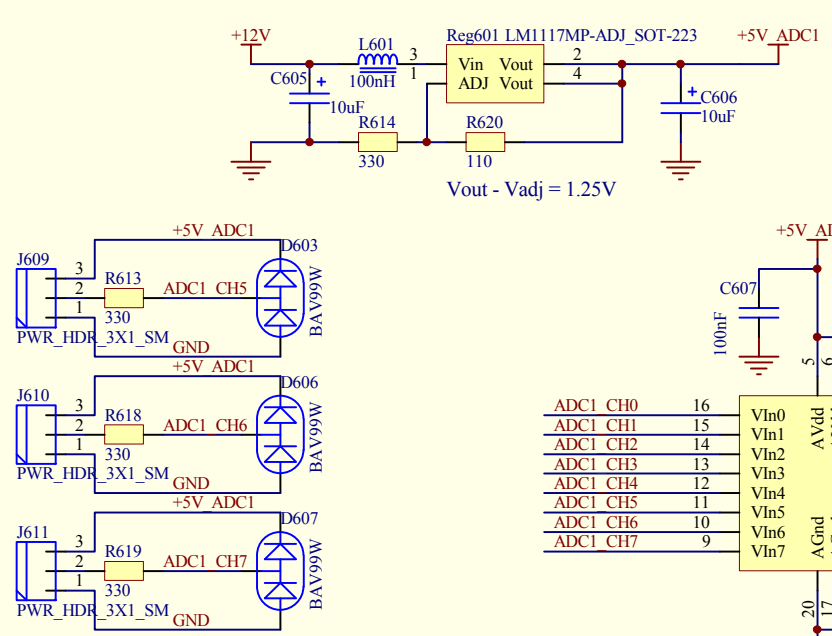 +12V
L601
Reg601 LM1117MP-ADJ_SOT-223
+5V_ADC1
3 Vin Vout 2
1 ADJ Vout 4
C605 +
100nH
10uF
+ C606
10uF
R614
R620
330
110
Vout - Vadj = 1.25V
+5V_ADC1
D603
J609
3
R613
2
ADC1_CH5
1
330
BAV99W
PWR_HDR_3X1_SM
GND
+5V_ADC1
D606
J610
3
R618
2
ADC1_CH6
1
330
BAV99W
PWR_HDR_3X1_SM
GND
+5V_ADC1
D607
J611
3
R619
2
ADC1_CH7
1
330
BAV99W
PWR_HDR_3X1_SM
GND
+5V_AD
C607
100nF
5
6
ADC1_CH0 16 VIn0
ADC1_CH1 15 VIn1
ADC1_CH2 14 VIn2
ADC1_CH3 13 VIn3
ADC1_CH4 12 VIn4
ADC1_CH5 11 VIn5
ADC1_CH6 10 VIn6
ADC1_CH7 9 VIn7
AVdd
AGnd
20
17